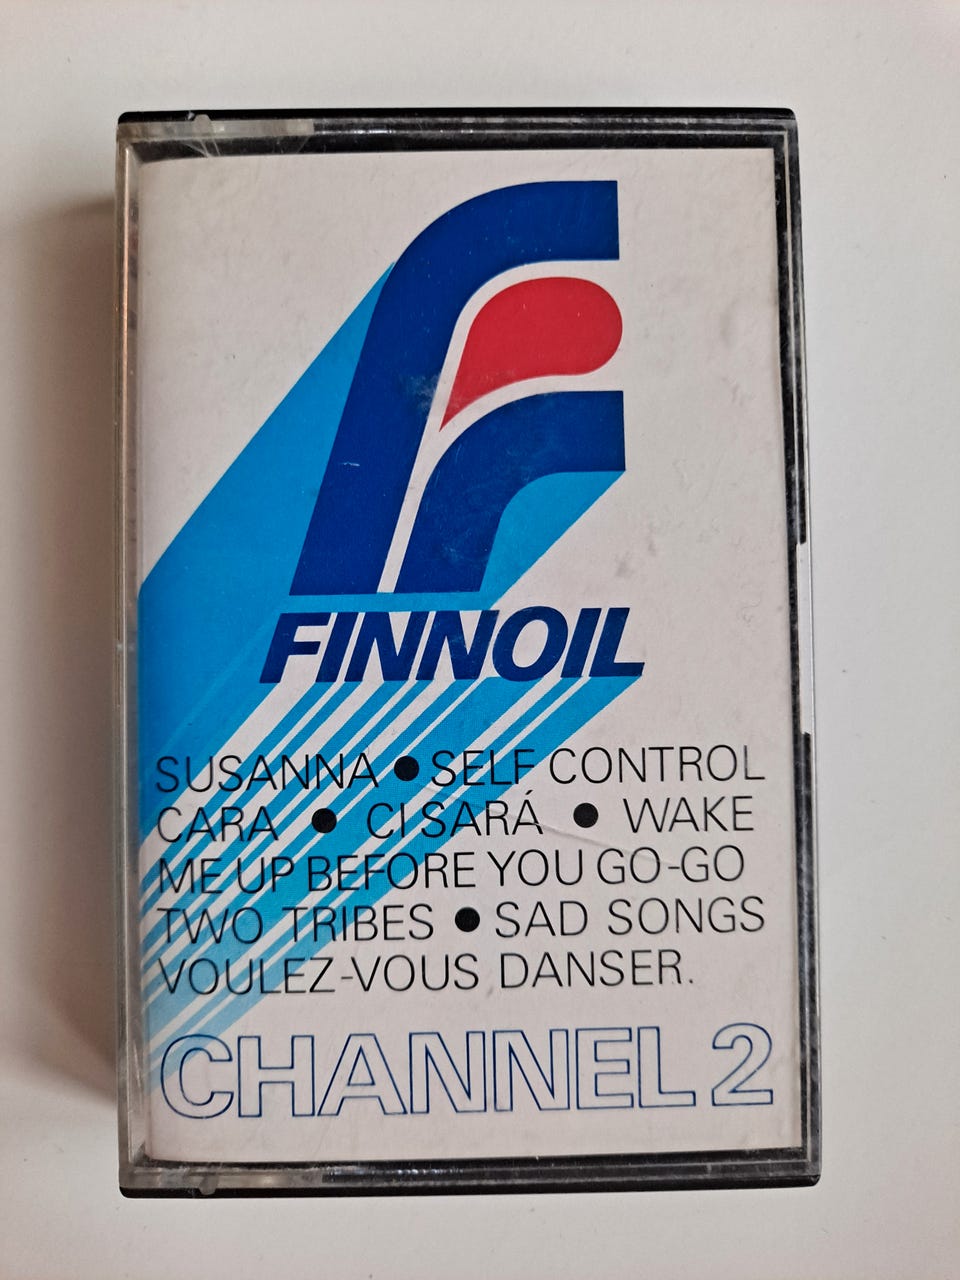 FINNOIL
SUSANNA ● SELF CONTROL
CARA ● CI SARÁ ● WAKE
ME UP BEFORE YOU GO-GO
TWO TRIBES ● SAD SONGS
VOULEZ-VOUS DANSER.
CHANNEL 2